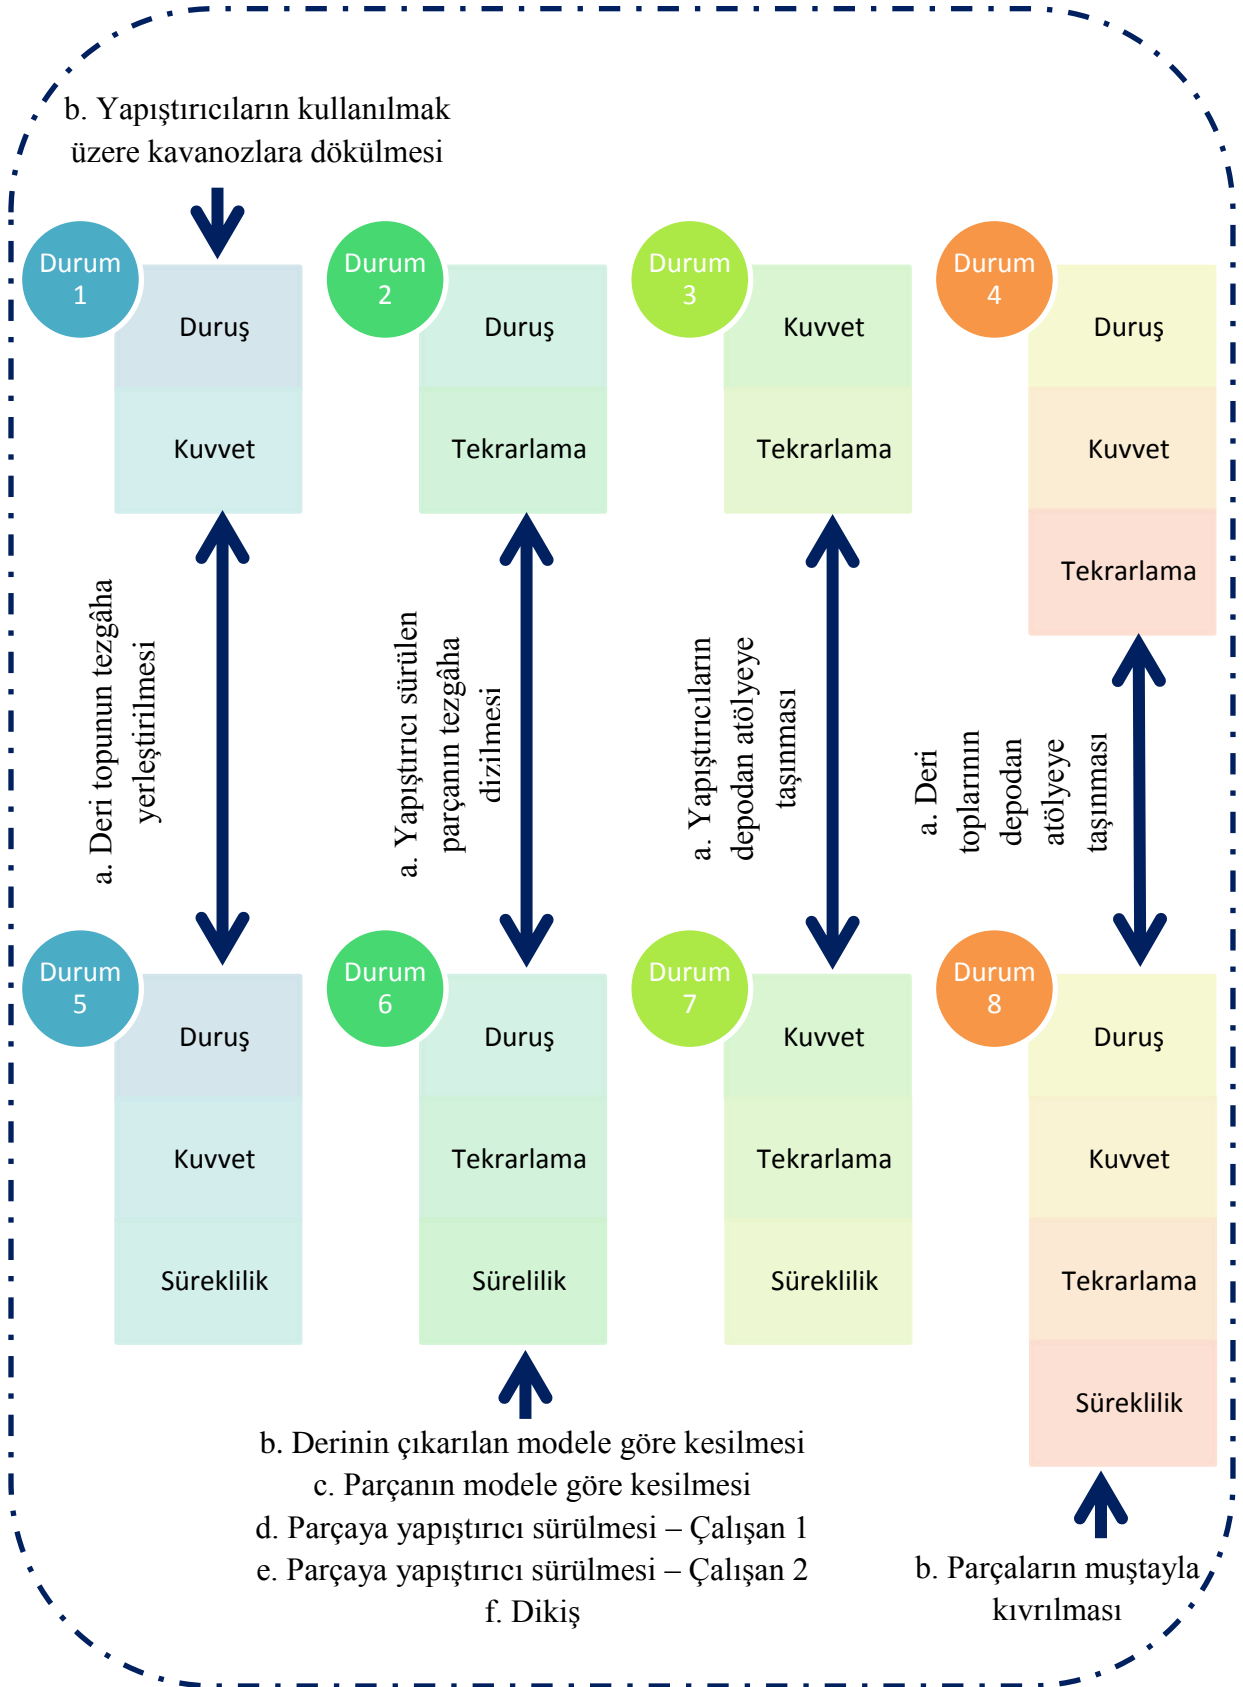 b. Yapıştırıcıların kullanılmak
üzere kavanozlara dökülmesi
Durum
1
Duruş
Kuvvet
Durum
2
Duruş
Tekrarlama
Durum
3
Kuvvet
Tekrarlama
Durum
4
Duruş
Kuvvet
Tekrarlama
a. Deri topunun tezgâha
yerleştirilmesi
a. Yapıştırıcı sürülen
parçanın tezgâha
dizilmesi
a. Yapıştırıcıların
depodan atölyeye
taşınması
a. Deri
toplarının
depodan
atölyeye
taşınması
Durum
5
Duruş
Kuvvet
Süreklilik
Durum
6
Duruş
Tekrarlama
Sürelilik
Durum
7
Kuvvet
Tekrarlama
Süreklilik
Durum
8
Duruş
Kuvvet
Tekrarlama
Süreklilik
b. Derinin çıkarılan modele göre kesilmesi
c. Parçanın modele göre kesilmesi
d. Parçaya yapıştırıcı sürülmesi – Çalışan 1
e. Parçaya yapıştırıcı sürülmesi – Çalışan 2
f. Dikiş
b. Parçaların muştayla
kıvrılması